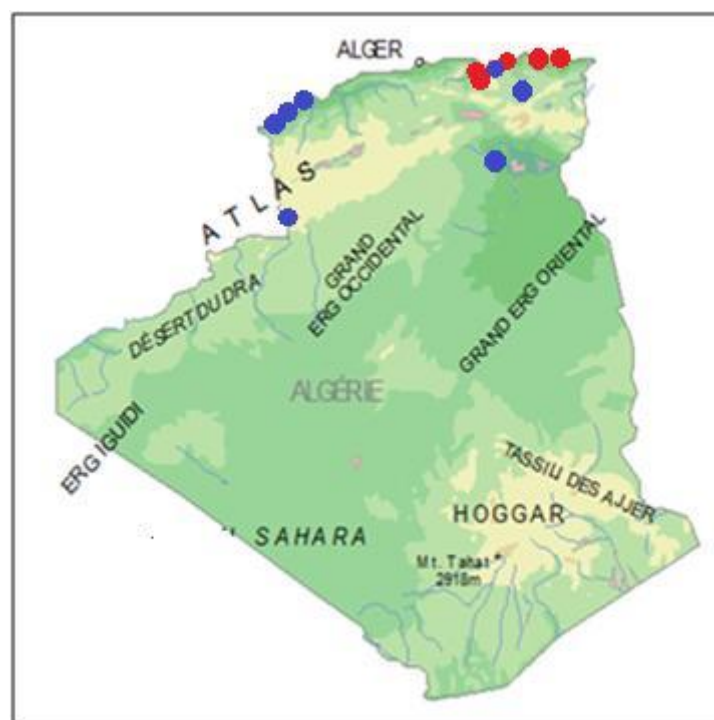 ALGER
ATLAS
GRAND
ERG OCCIDENTAL
DÉSERT DU DRA
GRAND ERG ORIENTAL
ALGÉRIE
ERG IGUIDI
TASSILI DES AJJER
HOGGAR
SAHARA
Mt. Tahat
2918m